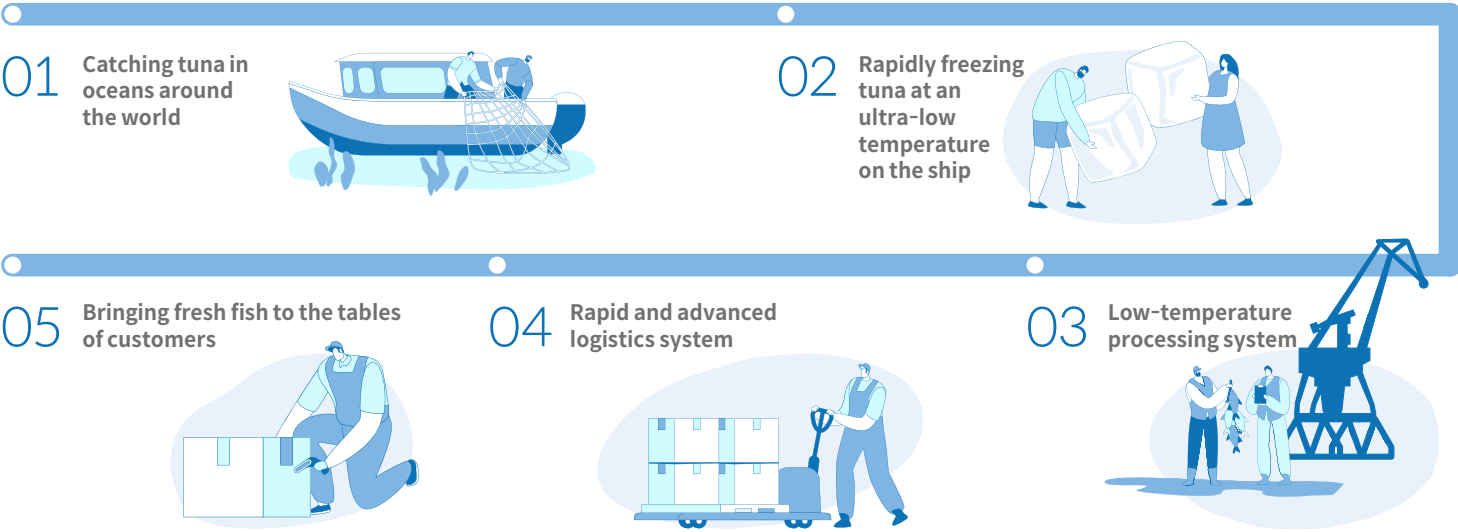 01
Catching tuna in
oceans around
the world
02
Rapidly freezing
tuna at an
ultra-low
temperature
on the ship
03
Low-temperature
processing system
04
Rapid and advanced
logistics system
05
Bringing fresh fish to the tables
of customers